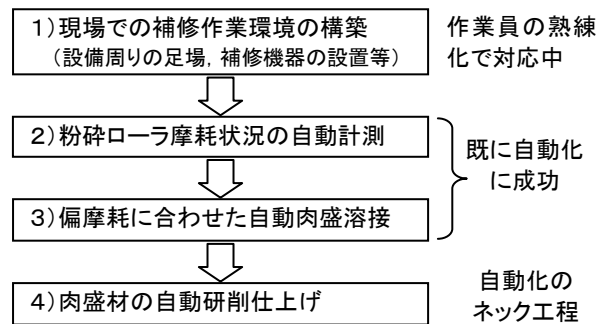 1)現場での補修作業環境の構築
(設備周りの足場,補修機器の設置等)
作業員の熟練
化で対応中
2)粉砕ローラ摩耗状況の自動計測
3)偏摩耗に合わせた自動肉盛溶接
既に自動化
に成功
4)肉盛材の自動研削仕上げ
自動化の
ネック工程